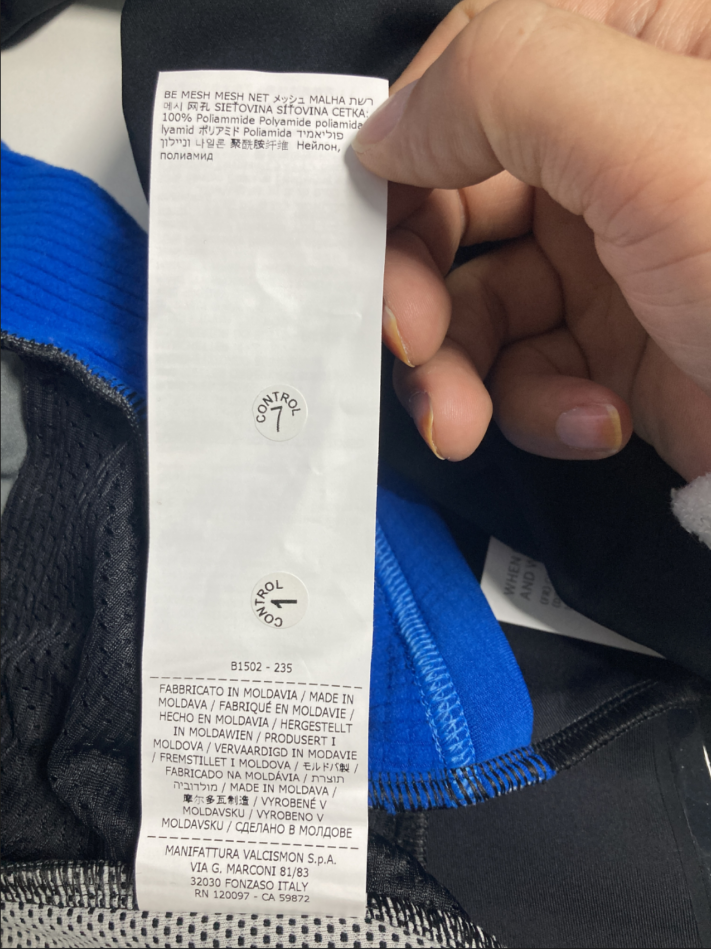 BE MESH MESH NET メッシュ MALHA רשת
메시 网孔 SIEŤOVINA SÍŤOVINA CETKA:
100% Poliammide Polyamide poliamida
lyamid ポリアミド Poliamida פוליאמיד
וניילון 나일론 聚酰胺纤维 Нейлон,
полиамид
CONTROL
7
CONTROL
1
B1502 - 235
FABBRICATO IN MOLDAVIA / MADE IN
MOLDAVA / FABRIQUÉ EN MOLDAVIE /
HECHO EN MOLDAVIA / HERGESTELLT
IN MOLDAWIEN / PRODUSERT I
MOLDOVA / VERVAARDIGD IN MODAVIE
/ FREMSTILLET I MOLDOVA / モルドバ製 /
FABRICADO NA MOLDÁVIA / תוצרת
מולדוביה / MADE IN MOLDAVA /
摩尔多瓦制造 / VYROBENÉ V
MOLDAVSKU / VYROBENO V
MOLDAVSKU / СДЕЛАНО В МОЛДОВЕ
MANIFATTURA VALCISMON S.p.A.
VIA G. MARCONI 81/83
32030 FONZASO ITALY
RN 120097 - CA 59872
WHEN
AND